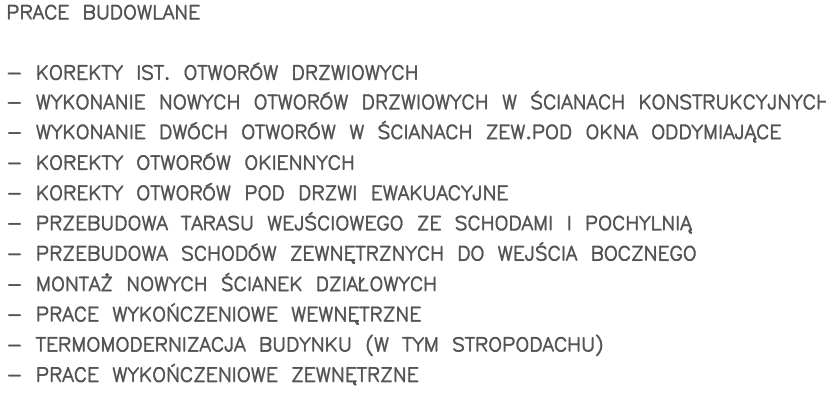 PRACE BUDOWLANE
– KOREKTY IST. OTWORÓW DRZWIOWYCH
– WYKONANIE NOWYCH OTWORÓW DRZWIOWYCH W ŚCIANACH KONSTRUKCYJNYCH
– WYKONANIE DWÓCH OTWORÓW W ŚCIANACH ZEW.POD OKNA ODDYMIAJĄCE
– KOREKTY OTWORÓW OKIENNYCH
– KOREKTY OTWORÓW POD DRZWI EWAKUACYJNE
– PRZEBUDOWA TARASU WEJŚCIOWEGO ZE SCHODAMI I POCHYLNIĄ
– PRZEBUDOWA SCHODÓW ZEWNĘTRZNYCH DO WEJŚCIA BOCZNEGO
– MONTAŻ NOWYCH ŚCIANEK DZIAŁOWYCH
– PRACE WYKOŃCZENIOWE WEWNĘTRZNE
– TERMOMODERNIZACJA BUDYNKU (W TYM STROPODACHU)
– PRACE WYKOŃCZENIOWE ZEWNĘTRZNE